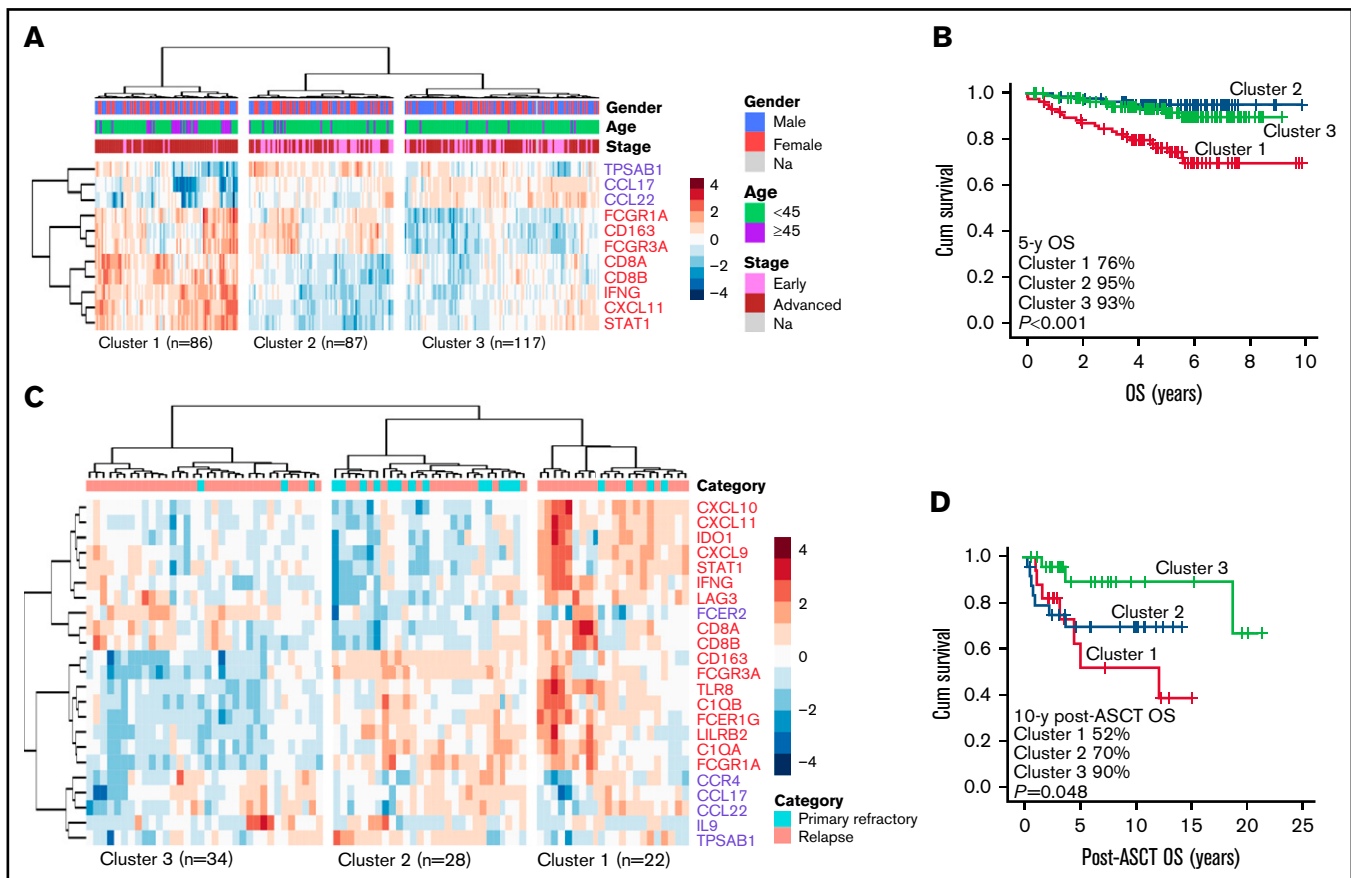 A
Gender
Age
Stage
TPSAB1
CCL17
CCL22
FCGR1A
CD163
FCGR3A
CD8A
CD8B
IFNG
CXCL11
STAT1
Cluster 1 (n=86)
Cluster 2 (n=87)
Cluster 3 (n=117)
4
2
0
−2
−4
Gender
Male
Female
Na
Age
<45
≥45
Stage
Early
Advanced
Na
B
Cum survival
1.0
0.8
0.6
0.4
0.2
0.0
Cluster 2
Cluster 3
Cluster 1
5-y OS
Cluster 1 76%
Cluster 2 95%
Cluster 3 93%
P<0.001
0 2 4 6 8 10
OS (years)
C
Category
CXCL10
CXCL11
IDO1
CXCL9
STAT1
IFNG
LAG3
FCER2
CD8A
CD8B
CD163
FCGR3A
TLR8
C1QB
FCER1G
LILRB2
C1QA
FCGR1A
CCR4
CCL17
CCL22
IL9
TPSAB1
Cluster 3 (n=34)
Cluster 2 (n=28)
Cluster 1 (n=22)
4
2
0
−2
−4
Category
Primary refractory
Relapse
D
Cum survival
1.0
0.8
0.6
0.4
0.2
0.0
Cluster 3
Cluster 2
Cluster 1
10-y post-ASCT OS
Cluster 1 52%
Cluster 2 70%
Cluster 3 90%
P=0.048
0 5 10 15 20 25
Post-ASCT OS (years)